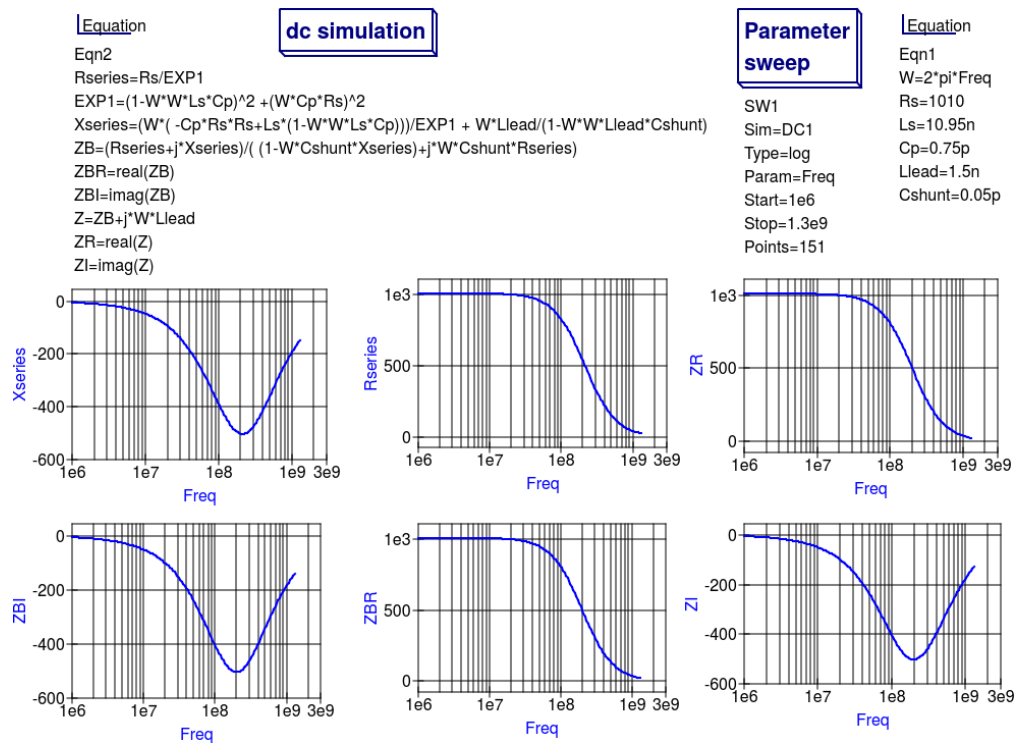 Equation
Eqn2
Rseries=Rs/EXP1
EXP1=(1-W*W*Ls*Cp)^2 +(W*Cp*Rs)^2
Xseries=(W*( -Cp*Rs*Rs+Ls*(1-W*W*Ls*Cp)))/EXP1 + W*Llead/(1-W*W*Llead*Cshunt)
ZB=(Rseries+j*Xseries)/( (1-W*Cshunt*Xseries)+j*W*Cshunt*Rseries)
ZBR=real(ZB)
ZBI=imag(ZB)
Z=ZB+j*W*Llead
ZR=real(Z)
ZI=imag(Z)
dc simulation
Parameter
sweep
SW1
Sim=DC1
Type=log
Param=Freq
Start=1e6
Stop=1.3e9
Points=151
Equation
Eqn1
W=2*pi*Freq
Rs=1010
Ls=10.95n
Cp=0.75p
Llead=1.5n
Cshunt=0.05p
Xseries
0
-200
-400
-600
1e6 1e7 1e8 1e9 3e9
Freq
Rseries
1e3
500
0
1e6 1e7 1e8 1e9 3e9
Freq
ZR
1e3
500
0
1e6 1e7 1e8 1e9 3e9
Freq
ZBI
0
-200
-400
-600
1e6 1e7 1e8 1e9 3e9
Freq
ZBR
1e3
500
0
1e6 1e7 1e8 1e9 3e9
Freq
ZI
0
-200
-400
-600
1e6 1e7 1e8 1e9 3e9
Freq